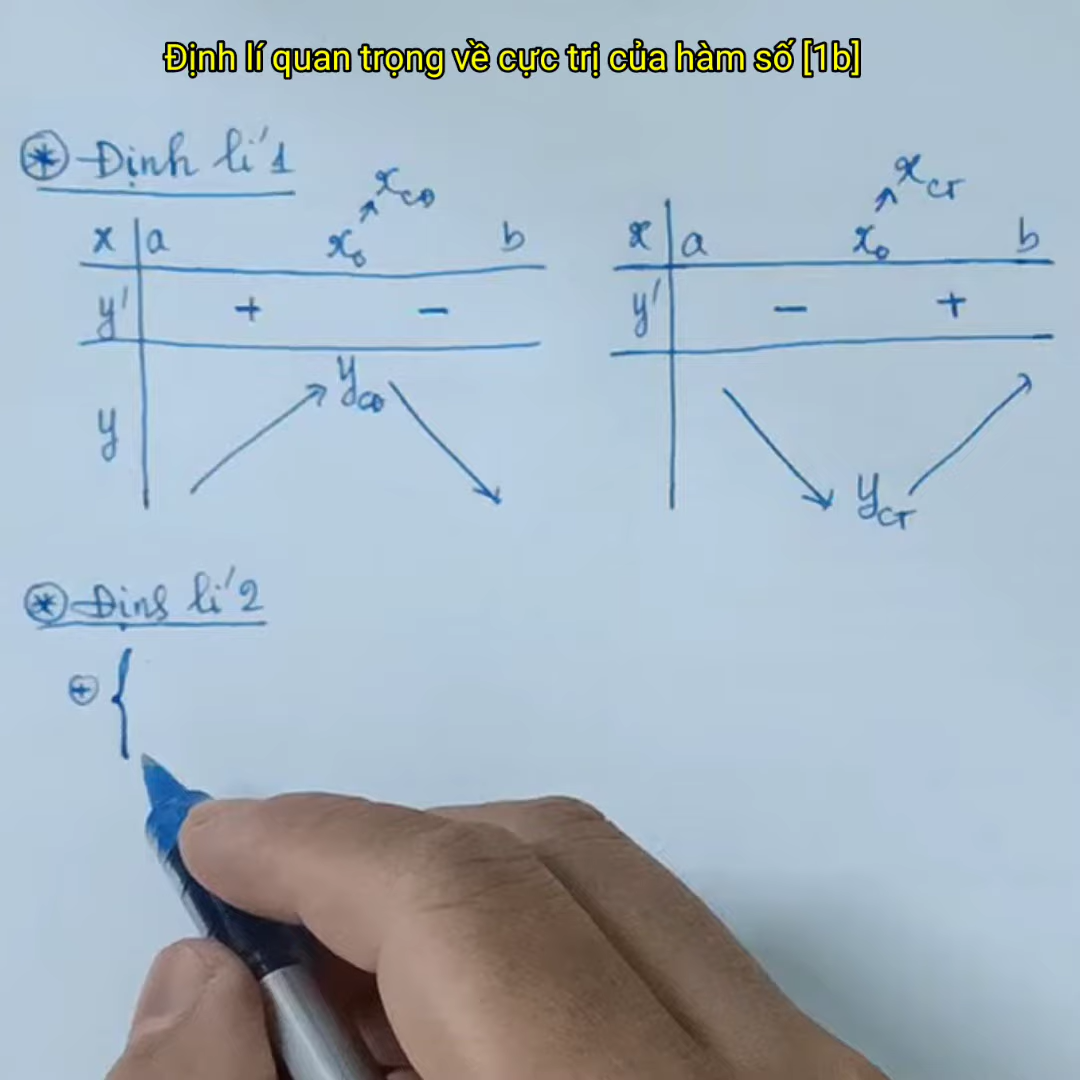 Định lí quan trọng về cực trị của hàm số [1b]
⊛ Định lí 1
x a x₀ ↗ x_CĐ b
y' + −
y y_CĐ
x a x₀ ↗ x_CT b
y' − +
y_CT
⊛ Định lí 2
⊕ {